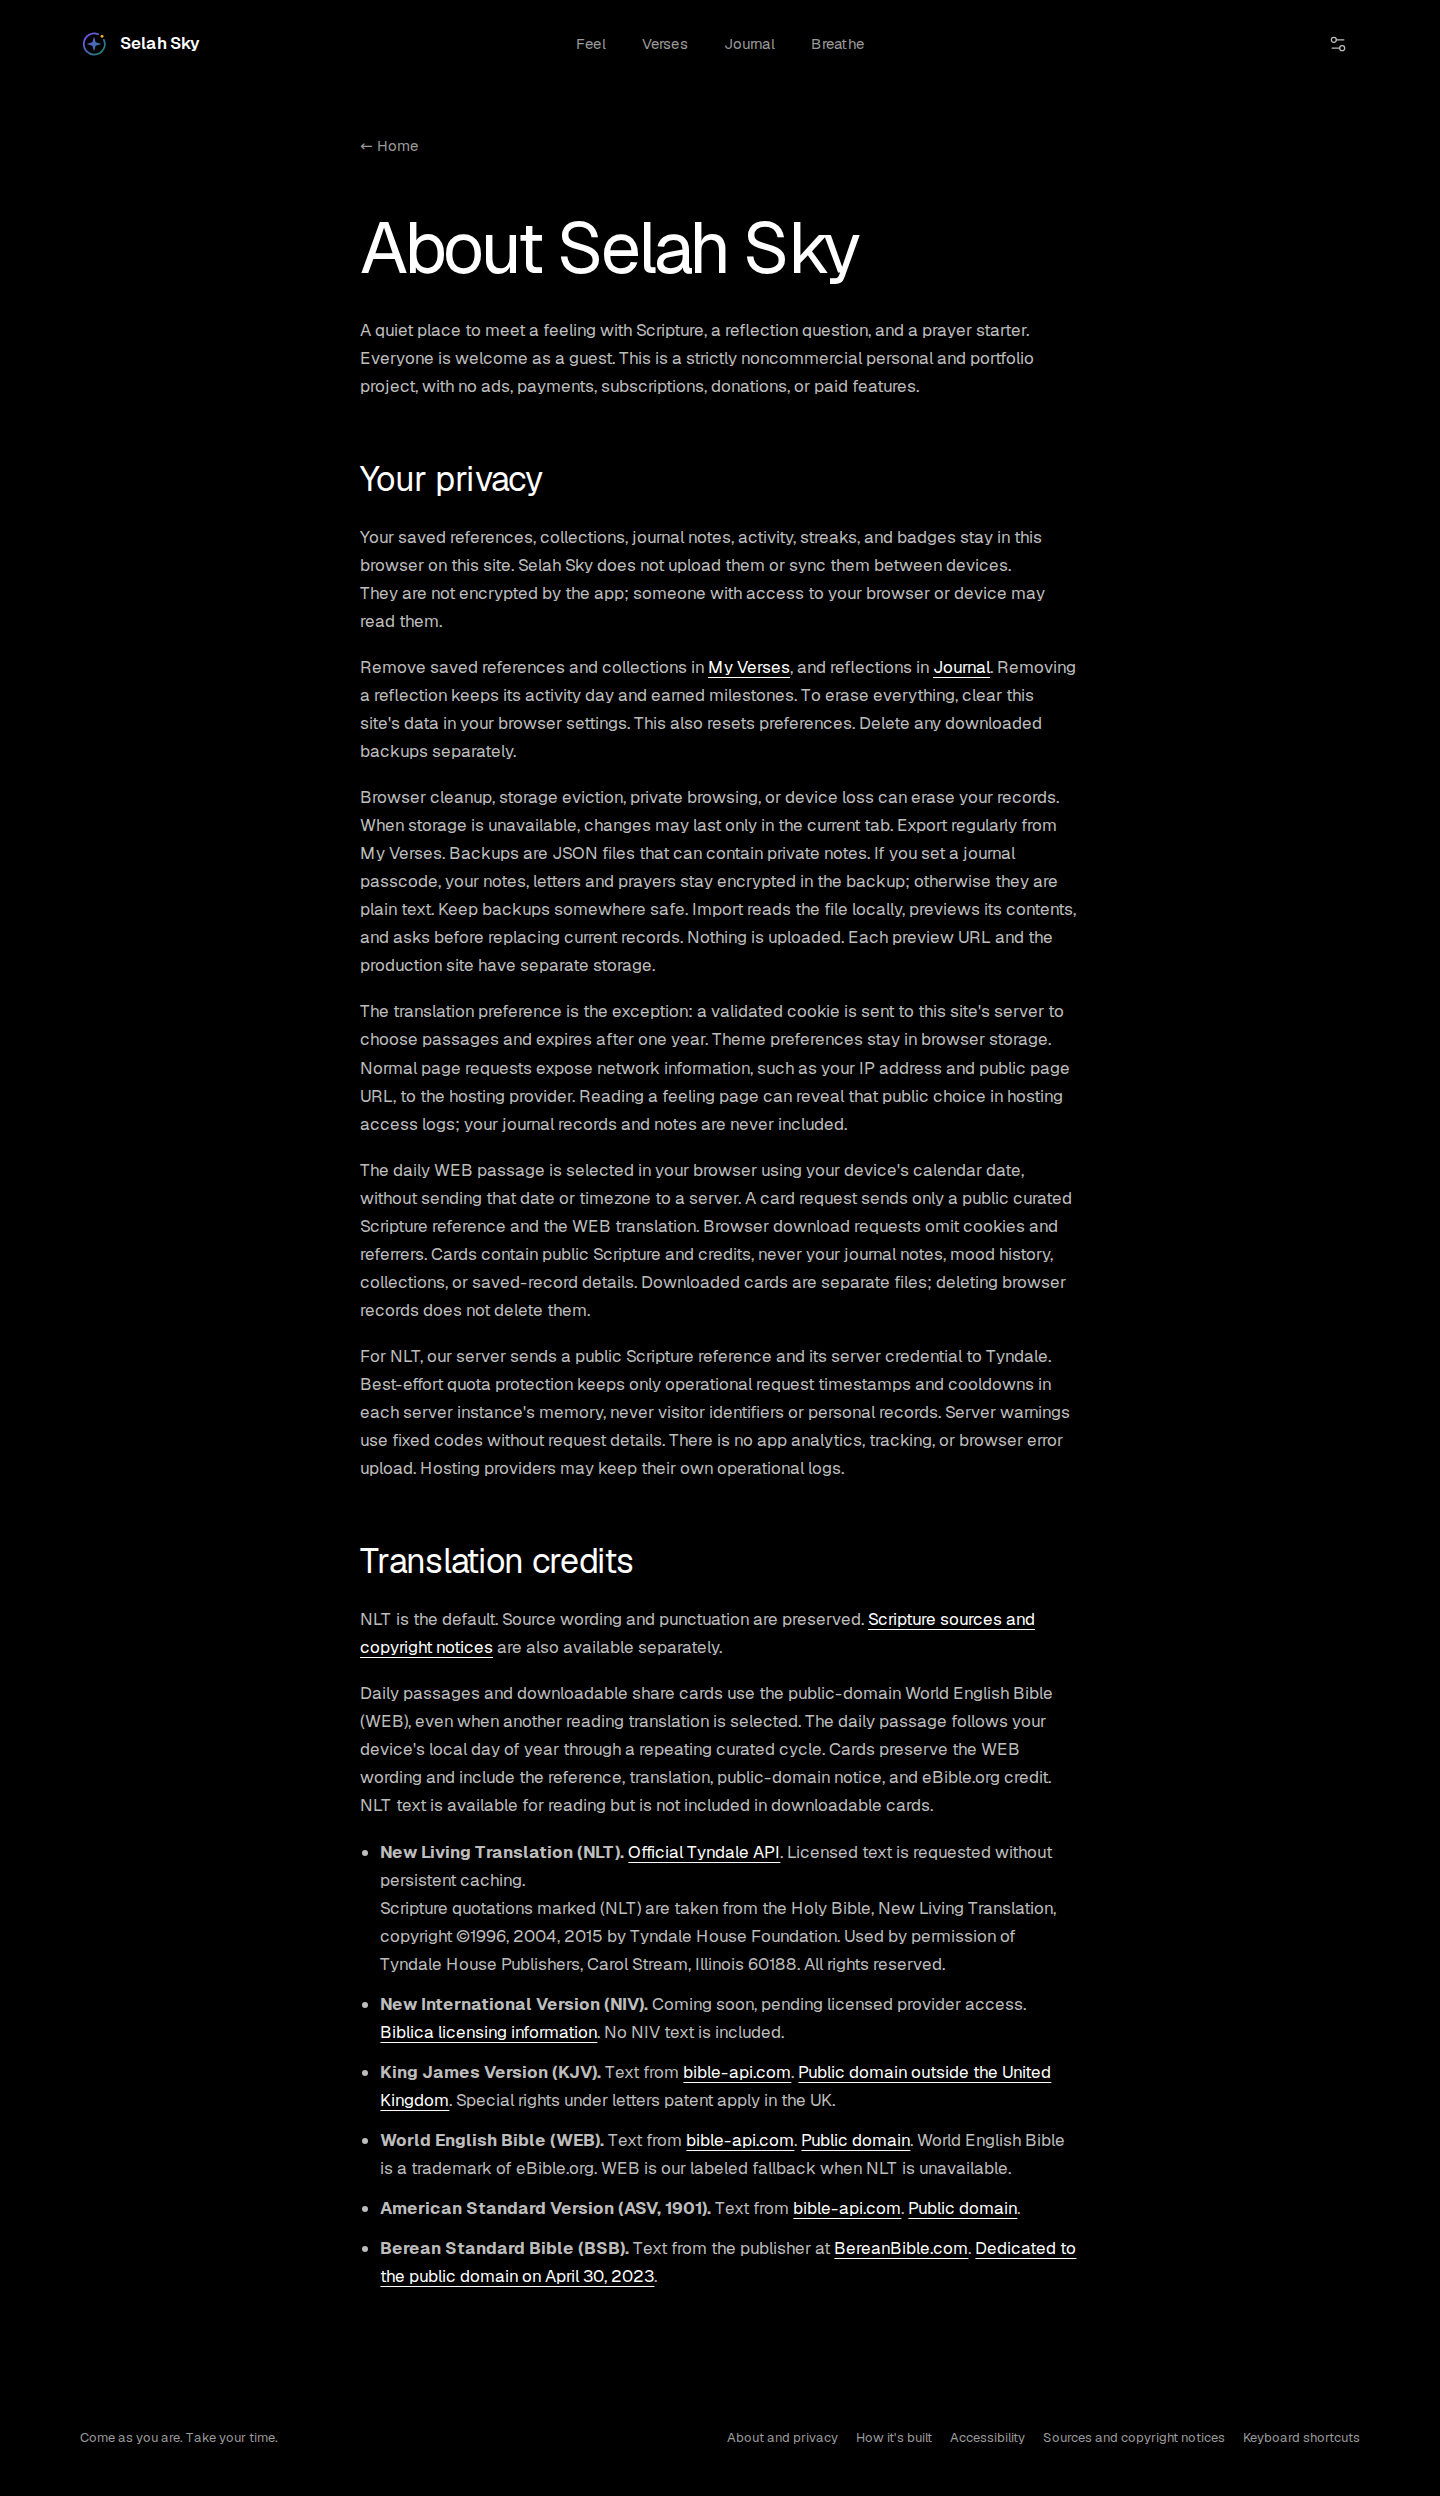 Selah Sky
Feel Verses Journal Breathe
← Home
About Selah Sky
A quiet place to meet a feeling with Scripture, a reflection question, and a prayer starter.
Everyone is welcome as a guest. This is a strictly noncommercial personal and portfolio
project, with no ads, payments, subscriptions, donations, or paid features.
Your privacy
Your saved references, collections, journal notes, activity, streaks, and badges stay in this
browser on this site. Selah Sky does not upload them or sync them between devices.
They are not encrypted by the app; someone with access to your browser or device may
read them.
Remove saved references and collections in My Verses, and reflections in Journal. Removing
a reflection keeps its activity day and earned milestones. To erase everything, clear this
site's data in your browser settings. This also resets preferences. Delete any downloaded
backups separately.
Browser cleanup, storage eviction, private browsing, or device loss can erase your records.
When storage is unavailable, changes may last only in the current tab. Export regularly from
My Verses. Backups are JSON files that can contain private notes. If you set a journal
passcode, your notes, letters and prayers stay encrypted in the backup; otherwise they are
plain text. Keep backups somewhere safe. Import reads the file locally, previews its contents,
and asks before replacing current records. Nothing is uploaded. Each preview URL and the
production site have separate storage.
The translation preference is the exception: a validated cookie is sent to this site's server to
choose passages and expires after one year. Theme preferences stay in browser storage.
Normal page requests expose network information, such as your IP address and public page
URL, to the hosting provider. Reading a feeling page can reveal that public choice in hosting
access logs; your journal records and notes are never included.
The daily WEB passage is selected in your browser using your device's calendar date,
without sending that date or timezone to a server. A card request sends only a public curated
Scripture reference and the WEB translation. Browser download requests omit cookies and
referrers. Cards contain public Scripture and credits, never your journal notes, mood history,
collections, or saved-record details. Downloaded cards are separate files; deleting browser
records does not delete them.
For NLT, our server sends a public Scripture reference and its server credential to Tyndale.
Best-effort quota protection keeps only operational request timestamps and cooldowns in
each server instance's memory, never visitor identifiers or personal records. Server warnings
use fixed codes without request details. There is no app analytics, tracking, or browser error
upload. Hosting providers may keep their own operational logs.
Translation credits
NLT is the default. Source wording and punctuation are preserved. Scripture sources and
copyright notices are also available separately.
Daily passages and downloadable share cards use the public-domain World English Bible
(WEB), even when another reading translation is selected. The daily passage follows your
device's local day of year through a repeating curated cycle. Cards preserve the WEB
wording and include the reference, translation, public-domain notice, and eBible.org credit.
NLT text is available for reading but is not included in downloadable cards.
• New Living Translation (NLT). Official Tyndale API. Licensed text is requested without
persistent caching.
Scripture quotations marked (NLT) are taken from the Holy Bible, New Living Translation,
copyright ©1996, 2004, 2015 by Tyndale House Foundation. Used by permission of
Tyndale House Publishers, Carol Stream, Illinois 60188. All rights reserved.
• New International Version (NIV). Coming soon, pending licensed provider access.
Biblica licensing information. No NIV text is included.
• King James Version (KJV). Text from bible-api.com. Public domain outside the United
Kingdom. Special rights under letters patent apply in the UK.
• World English Bible (WEB). Text from bible-api.com. Public domain. World English Bible
is a trademark of eBible.org. WEB is our labeled fallback when NLT is unavailable.
• American Standard Version (ASV, 1901). Text from bible-api.com. Public domain.
• Berean Standard Bible (BSB). Text from the publisher at BereanBible.com. Dedicated to
the public domain on April 30, 2023.
Come as you are. Take your time.
About and privacy How it's built Accessibility Sources and copyright notices Keyboard shortcuts